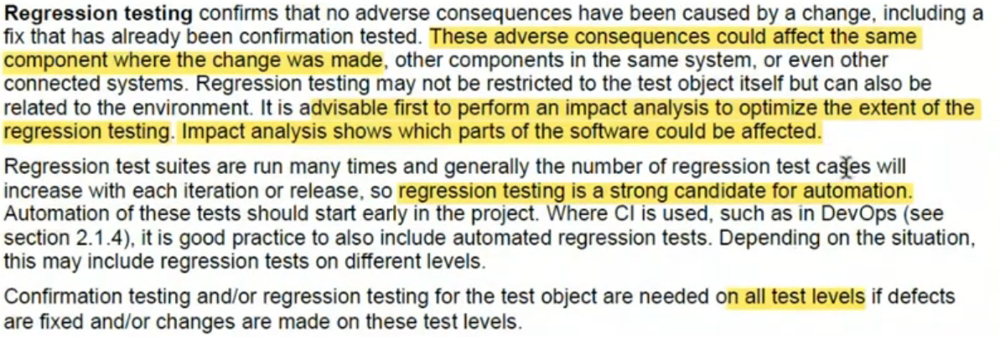 Regression testing confirms that no adverse consequences have been caused by a change, including a
fix that has already been confirmation tested. These adverse consequences could affect the same
component where the change was made, other components in the same system, or even other
connected systems. Regression testing may not be restricted to the test object itself but can also be
related to the environment. It is advisable first to perform an impact analysis to optimize the extent of the
regression testing. Impact analysis shows which parts of the software could be affected.
Regression test suites are run many times and generally the number of regression test cases will
increase with each iteration or release, so regression testing is a strong candidate for automation.
Automation of these tests should start early in the project. Where CI is used, such as in DevOps (see
section 2.1.4), it is good practice to also include automated regression tests. Depending on the situation,
this may include regression tests on different levels.
Confirmation testing and/or regression testing for the test object are needed on all test levels if defects
are fixed and/or changes are made on these test levels.